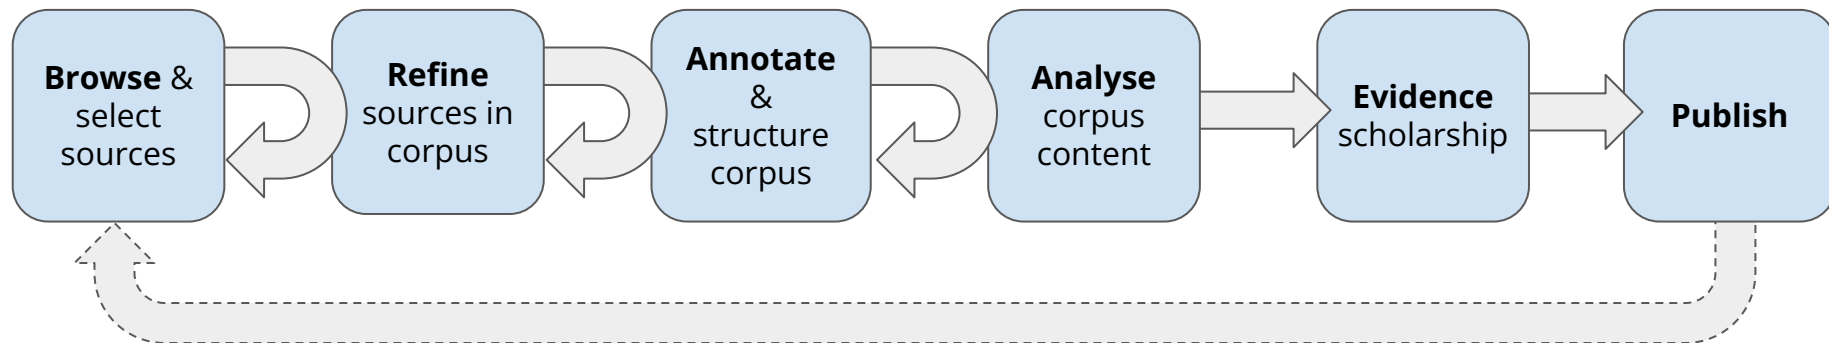 Browse &
select
sources
Refine
sources in
corpus
Annotate
&
structure
corpus
Analyse
corpus
content
Evidence
scholarship
Publish